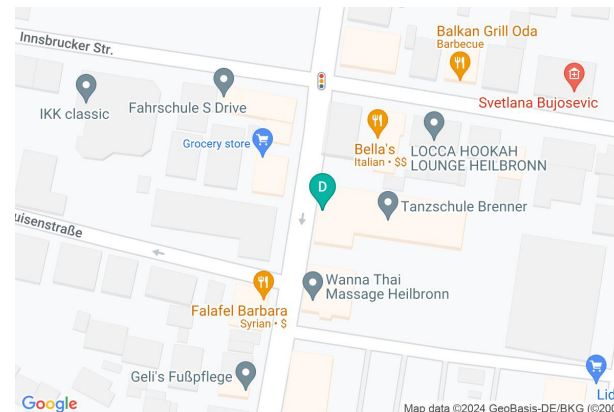 Innsbrucker Str.
Balkan Grill Oda
Barbecue
IKK classic
Fahrschule S Drive
Svetlana Bujosevic
Grocery store
Bella's
Italian • $$
LOCCA HOOKAH
LOUNGE HEILBRONN
D
Tanzschule Brenner
uisenstraße
Wanna Thai
Massage Heilbronn
Falafel Barbara
Syrian • $
Geli's Fußpflege
Lid
Google
Map data ©2024 GeoBasis-DE/BKG (©200